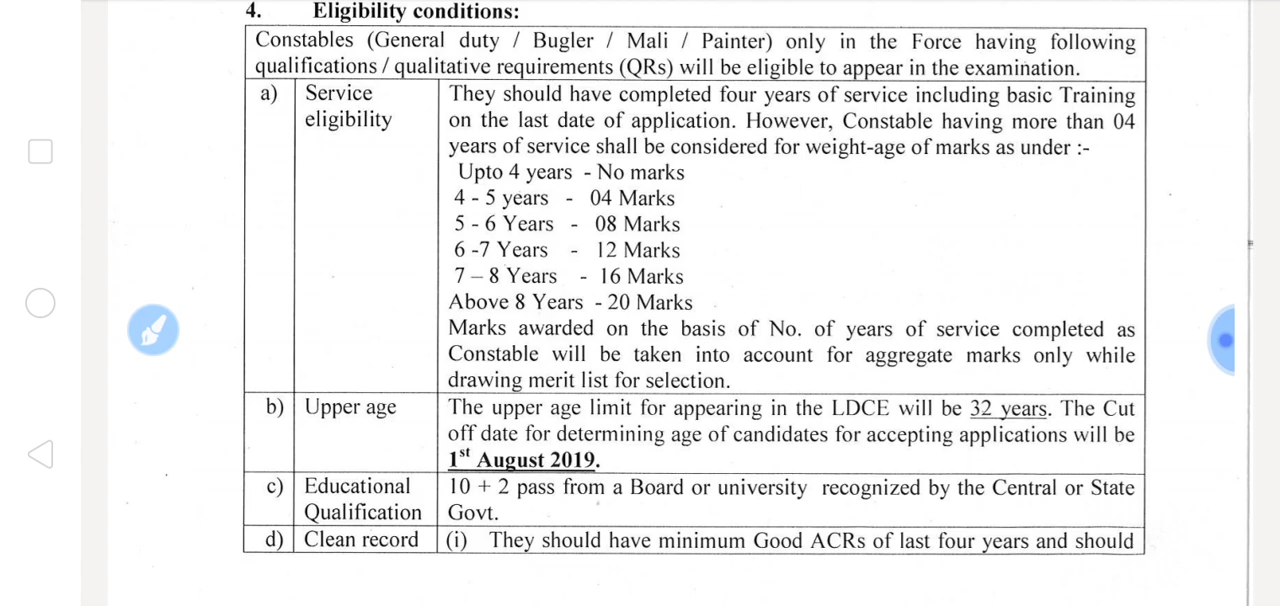 4. Eligibility conditions:
Constables (General duty / Bugler / Mali / Painter) only in the Force having following
qualifications / qualitative requirements (QRs) will be eligible to appear in the examination.
a) Service eligibility
They should have completed four years of service including basic Training
on the last date of application. However, Constable having more than 04
years of service shall be considered for weight-age of marks as under :-
Upto 4 years - No marks
4 - 5 years - 04 Marks
5 - 6 Years - 08 Marks
6 -7 Years - 12 Marks
7 – 8 Years - 16 Marks
Above 8 Years - 20 Marks
Marks awarded on the basis of No. of years of service completed as
Constable will be taken into account for aggregate marks only while
drawing merit list for selection.
b) Upper age
The upper age limit for appearing in the LDCE will be 32 years. The Cut
off date for determining age of candidates for accepting applications will be
1st August 2019.
c) Educational
Qualification
10 + 2 pass from a Board or university recognized by the Central or State
Govt.
d) Clean record
(i) They should have minimum Good ACRs of last four years and should